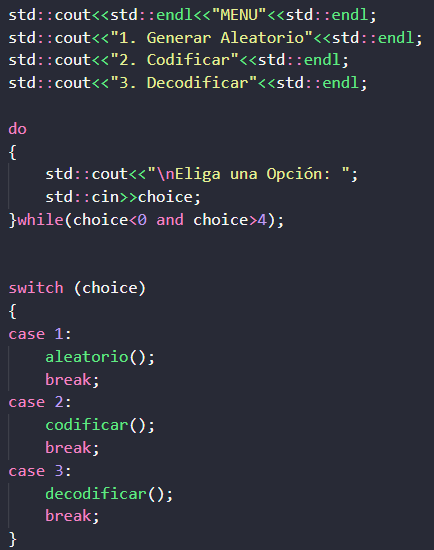 std::cout<<std::endl<<"MENU"<<std::endl;
std::cout<<"1. Generar Aleatorio"<<std::endl;
std::cout<<"2. Codificar"<<std::endl;
std::cout<<"3. Decodificar"<<std::endl;

do
{
    std::cout<<"\nEliga una Opción: ";
    std::cin>>choice;
}while(choice<0 and choice>4);


switch (choice)
{
case 1:
    aleatorio();
    break;
case 2:
    codificar();
    break;
case 3:
    decodificar();
    break;
}